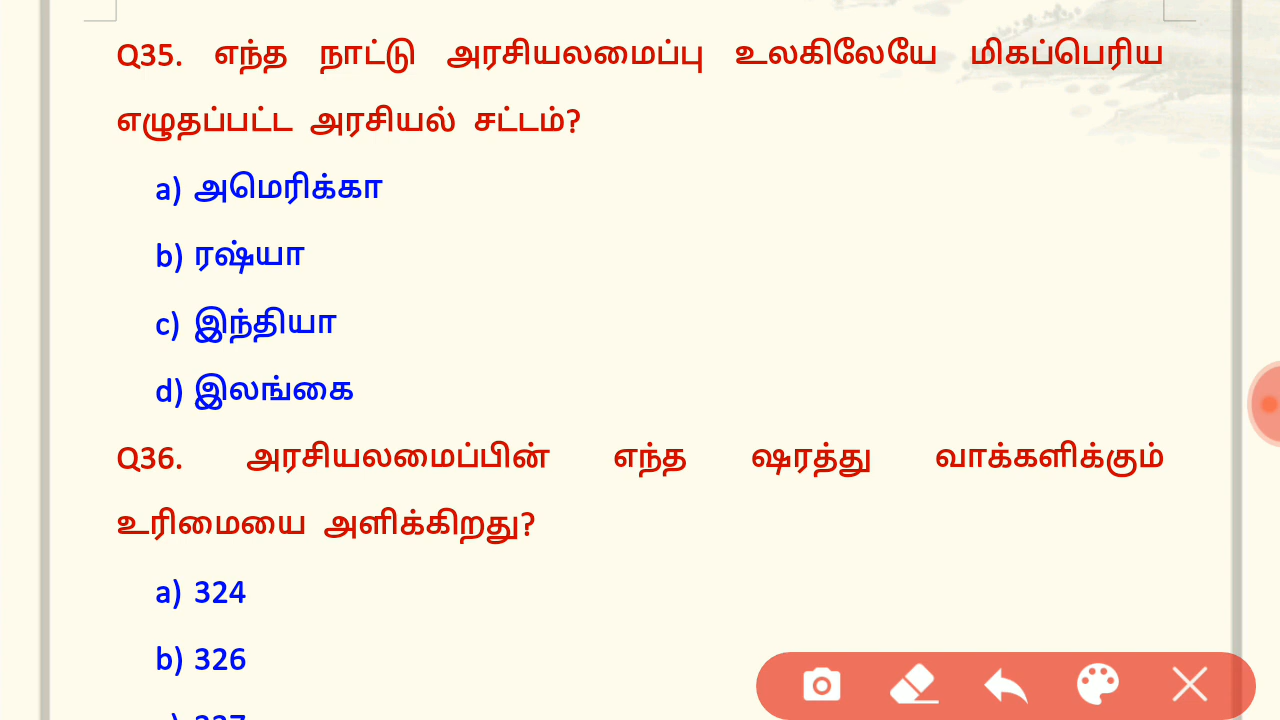 Q35. எந்த நாட்டு அரசியலமைப்பு உலகிலேயே மிகப்பெரிய
எழுதப்பட்ட அரசியல் சட்டம்?
a) அமெரிக்கா
b) ரஷ்யா
c) இந்தியா
d) இலங்கை
Q36. அரசியலமைப்பின் எந்த ஷரத்து வாக்களிக்கும்
உரிமையை அளிக்கிறது?
a) 324
b) 326